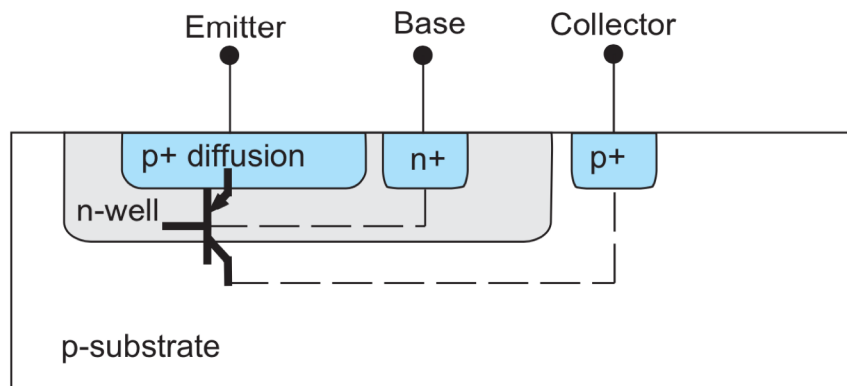 Emitter
Base
Collector
p+ diffusion
n+
p+
n-well
p-substrate